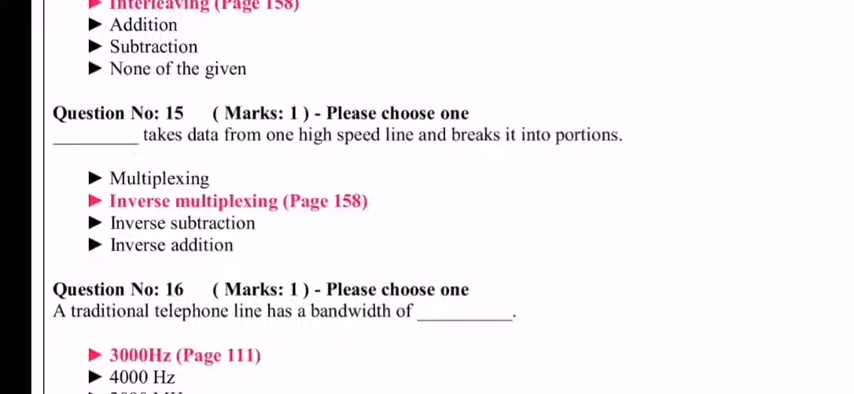 ► Interleaving (Page 158)
► Addition
► Subtraction
► None of the given
Question No: 15 ( Marks: 1 ) - Please choose one
_________ takes data from one high speed line and breaks it into portions.
► Multiplexing
► Inverse multiplexing (Page 158)
► Inverse subtraction
► Inverse addition
Question No: 16 ( Marks: 1 ) - Please choose one
A traditional telephone line has a bandwidth of __________.
► 3000Hz (Page 111)
► 4000 Hz